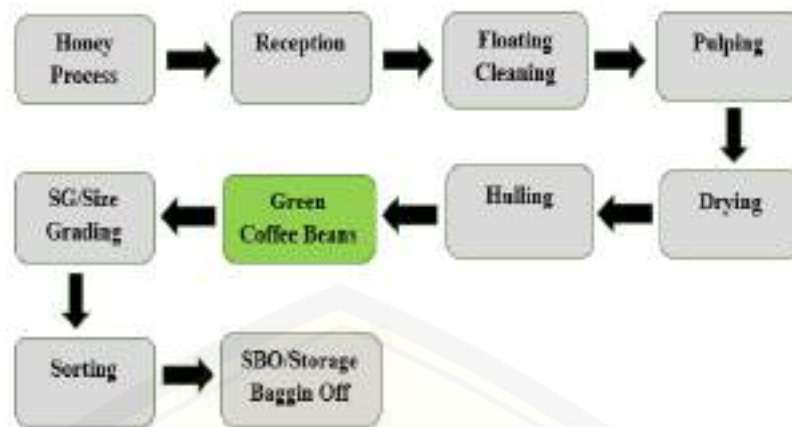 Honey
Process
Reception
Floating
Cleaning
Pulping
Drying
Hulling
Green
Coffee Beans
SG/Size
Grading
Sorting
SBO/Storage
Baggin Off